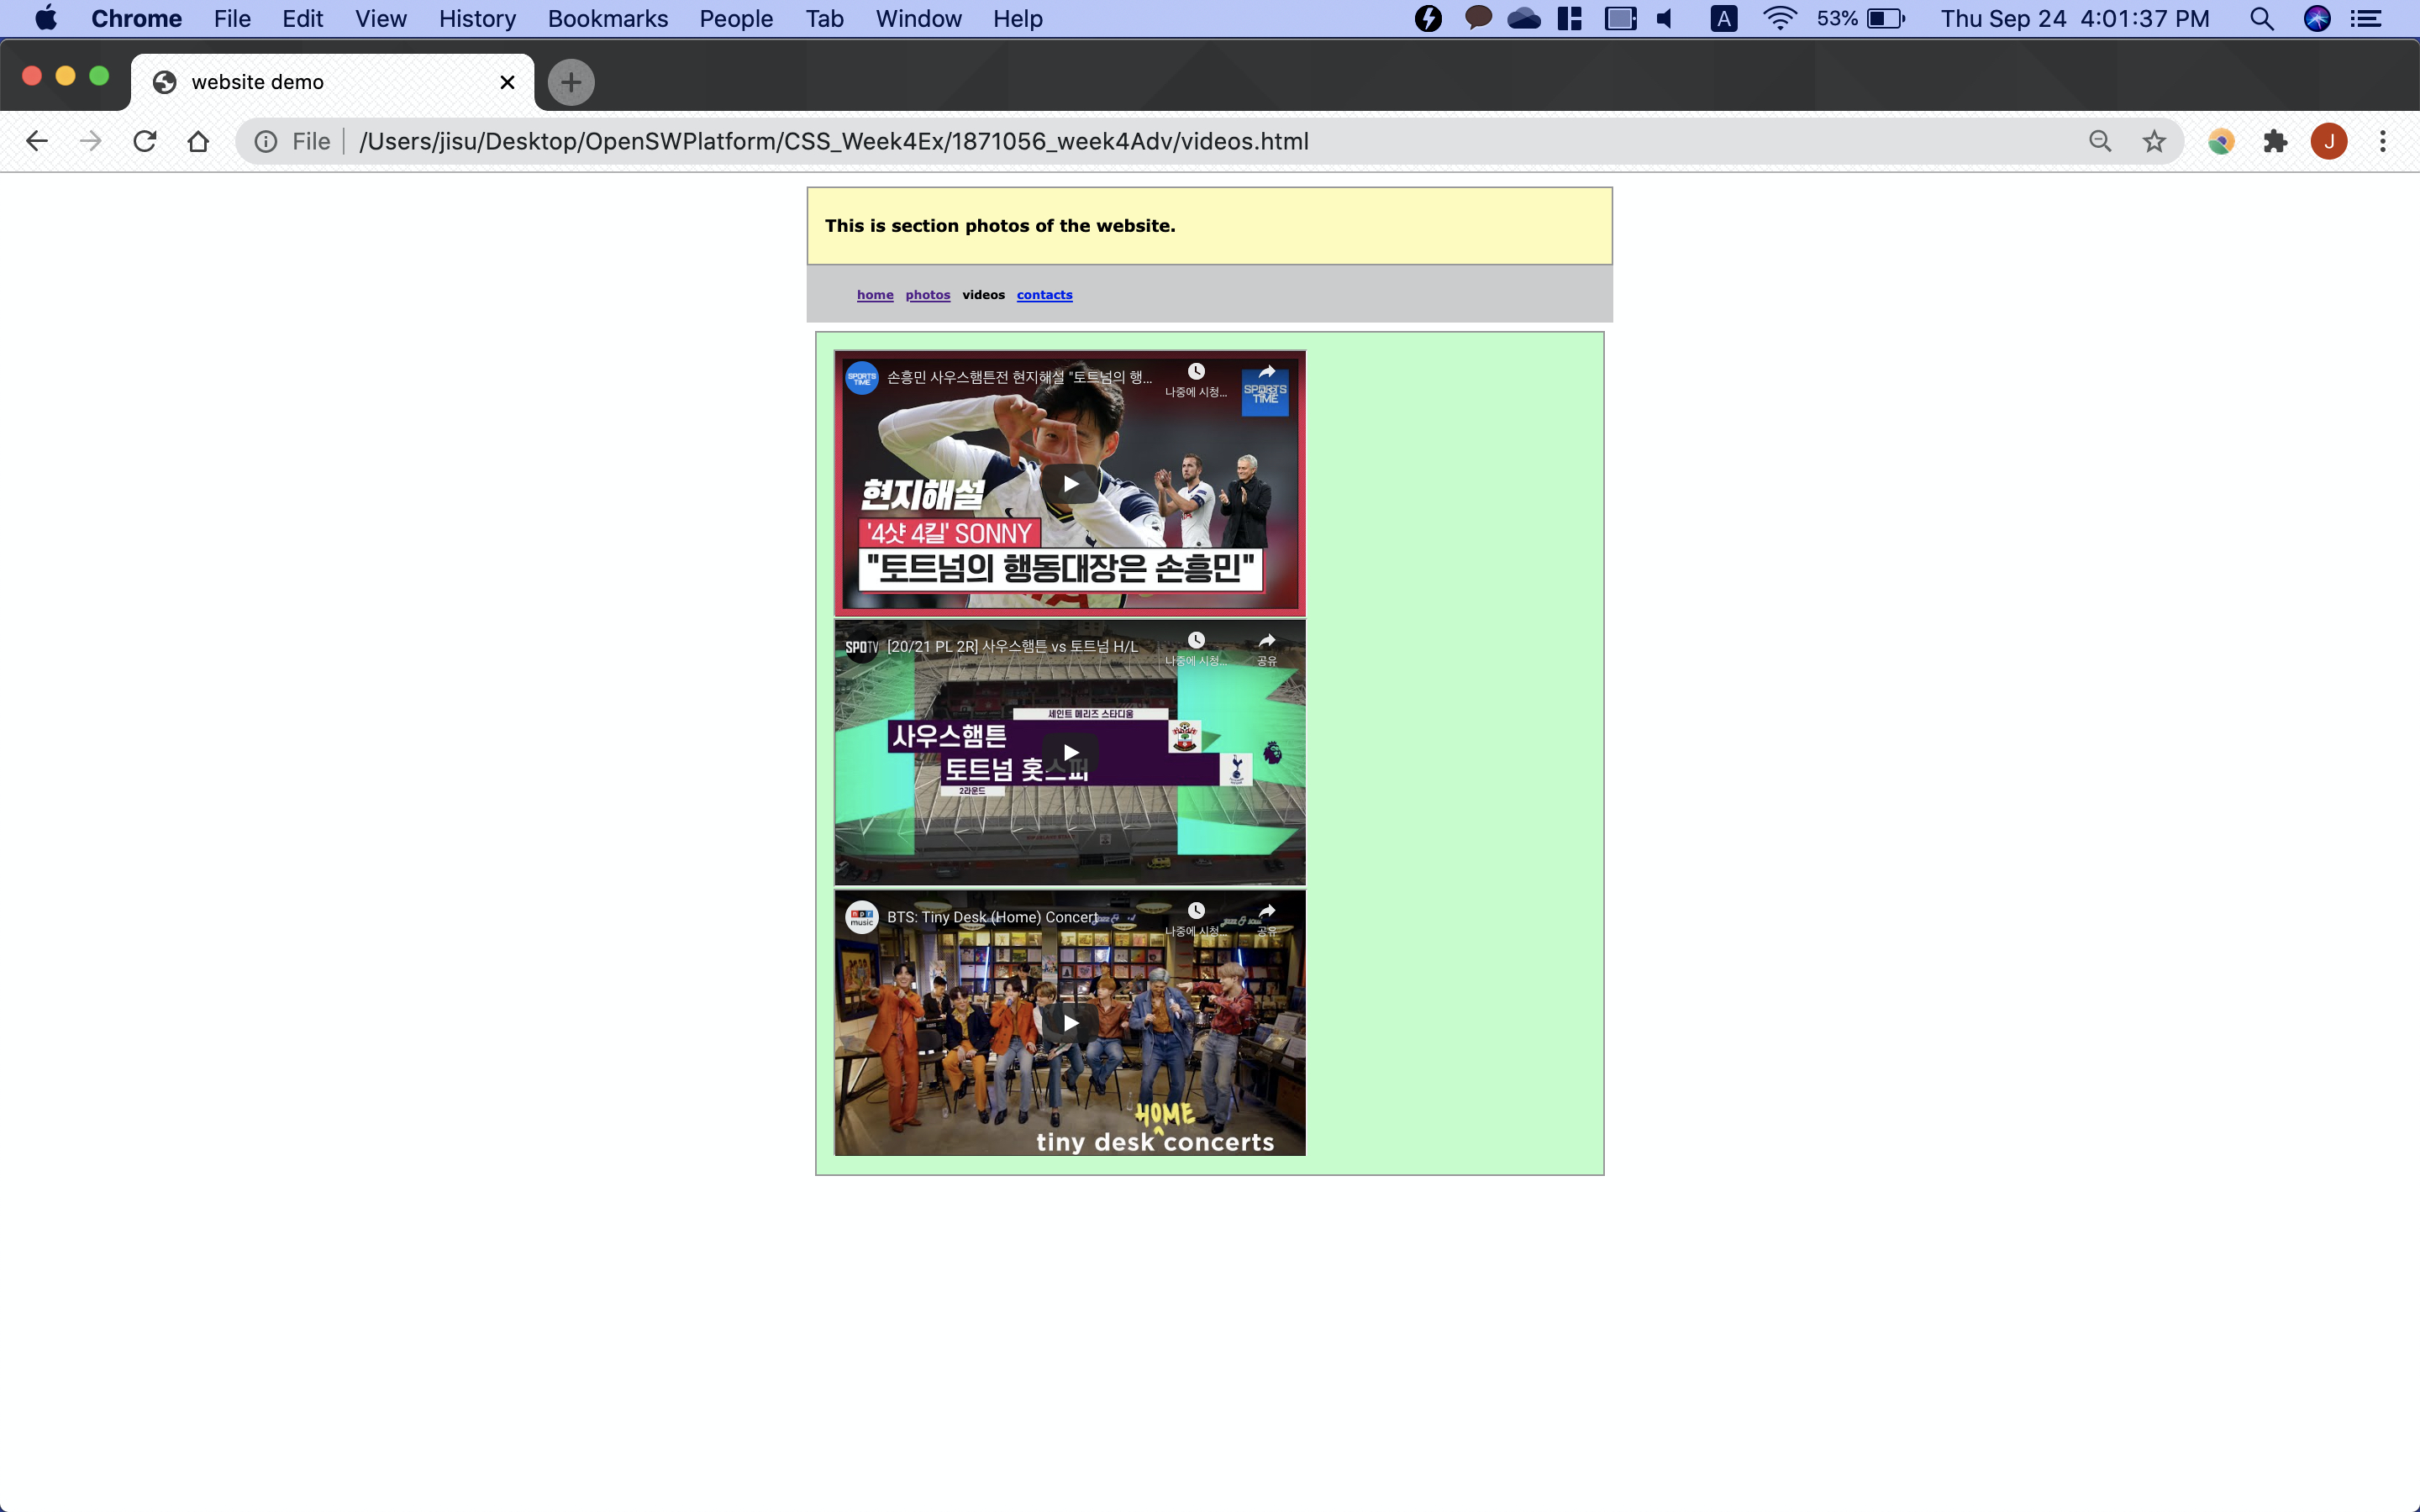 Chrome File Edit View History Bookmarks People Tab Window Help
A 53% Thu Sep 24 4:01:37 PM
website demo
File /Users/jisu/Desktop/OpenSWPlatform/CSS_Week4Ex/1871056_week4Adv/videos.html
J
This is section photos of the website.
home photos videos contacts
SPORTS TIME
손흥민 사우스햄튼전 현지해설 "토트넘의 행...
나중에 시청...
SPORTS
TIME
현지해설
'4샷 4킬' SONNY
"토트넘의 행동대장은 손흥민"
SPOTV
[20/21 PL 2R] 사우스햄튼 vs 토트넘 H/L
나중에 시청...
공유
세인트 메리즈 스타디움
사우스햄튼
토트넘 홋스퍼
2라운드
npr
music
BTS: Tiny Desk (Home) Concert
나중에 시청...
공유
HOME
tiny desk concerts